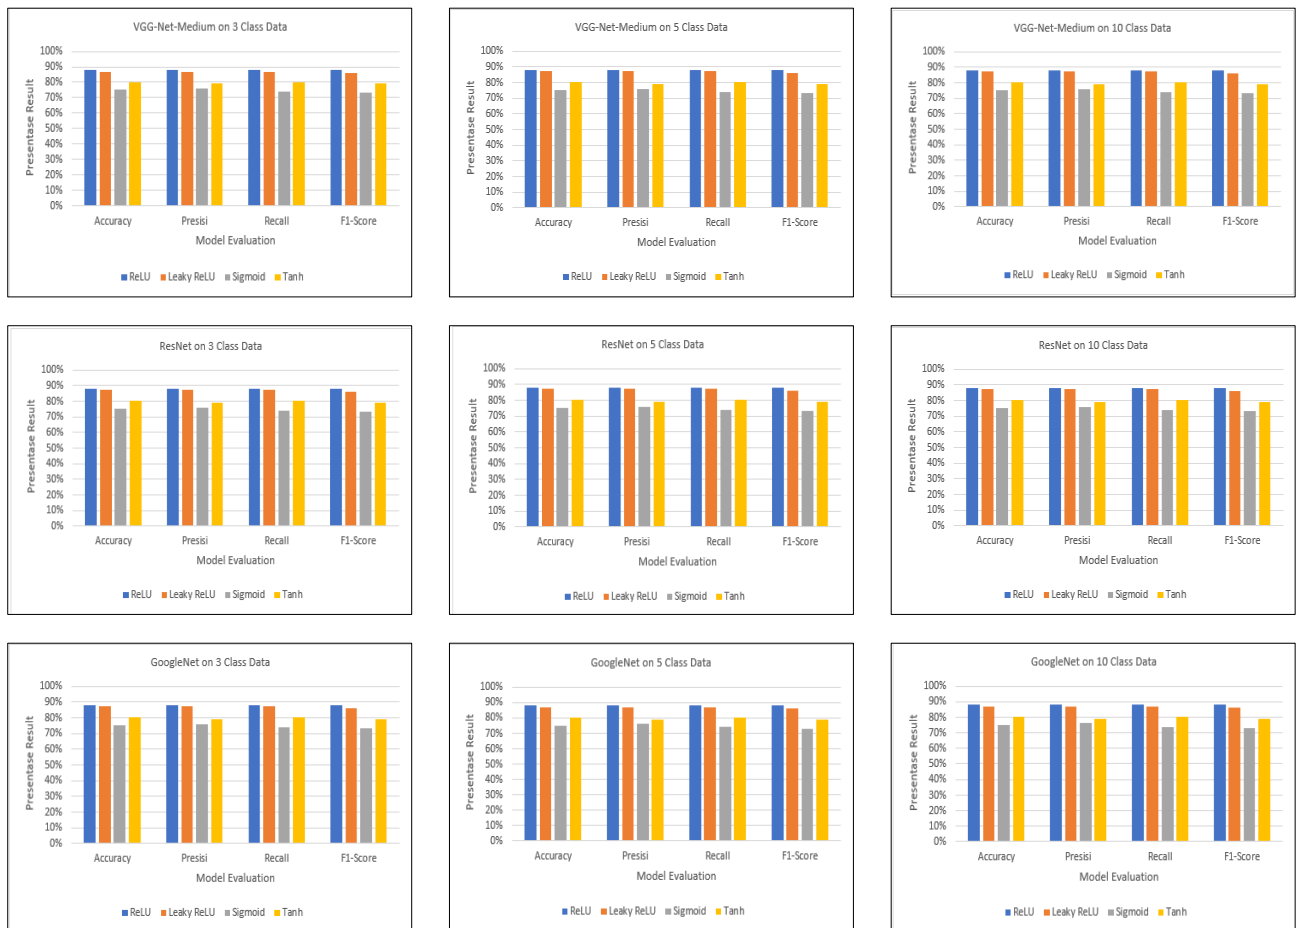 VGG-Net-Medium on 3 Class Data
100%
90%
80%
70%
60%
50%
40%
30%
20%
10%
0%
Presentase Result
Accuracy Presisi Recall F1-Score
Model Evaluation
ReLU Leaky ReLU Sigmoid Tanh
VGG-Net-Medium on 5 Class Data
100%
90%
80%
70%
60%
50%
40%
30%
20%
10%
0%
Presentase Result
Accuracy Presisi Recall F1-Score
Model Evaluation
ReLU Leaky ReLU Sigmoid Tanh
VGG-Net-Medium on 10 Class Data
100%
90%
80%
70%
60%
50%
40%
30%
20%
10%
0%
Presentase Result
Accuracy Presisi Recall F1-Score
Model Evaluation
ReLU Leaky ReLU Sigmoid Tanh
ResNet on 3 Class Data
100%
90%
80%
70%
60%
50%
40%
30%
20%
10%
0%
Presentase Result
Accuracy Presisi Recall F1-Score
Model Evaluation
ReLU Leaky ReLU Sigmoid Tanh
ResNet on 5 Class Data
100%
90%
80%
70%
60%
50%
40%
30%
20%
10%
0%
Presentase Result
Accuracy Presisi Recall F1-Score
Model Evaluation
ReLU Leaky ReLU Sigmoid Tanh
ResNet on 10 Class Data
100%
90%
80%
70%
60%
50%
40%
30%
20%
10%
0%
Presentase Result
Accuracy Presisi Recall F1-Score
Model Evaluation
ReLU Leaky ReLU Sigmoid Tanh
GoogleNet on 3 Class Data
100%
90%
80%
70%
60%
50%
40%
30%
20%
10%
0%
Presentase Result
Accuracy Presisi Recall F1-Score
Model Evaluation
ReLU Leaky ReLU Sigmoid Tanh
GoogleNet on 5 Class Data
100%
90%
80%
70%
60%
50%
40%
30%
20%
10%
0%
Presentase Result
Accuracy Presisi Recall F1-Score
Model Evaluation
ReLU Leaky ReLU Sigmoid Tanh
GoogleNet on 10 Class Data
100%
90%
80%
70%
60%
50%
40%
30%
20%
10%
0%
Presentase Result
Accuracy Presisi Recall F1-Score
Model Evaluation
ReLU Leaky ReLU Sigmoid Tanh